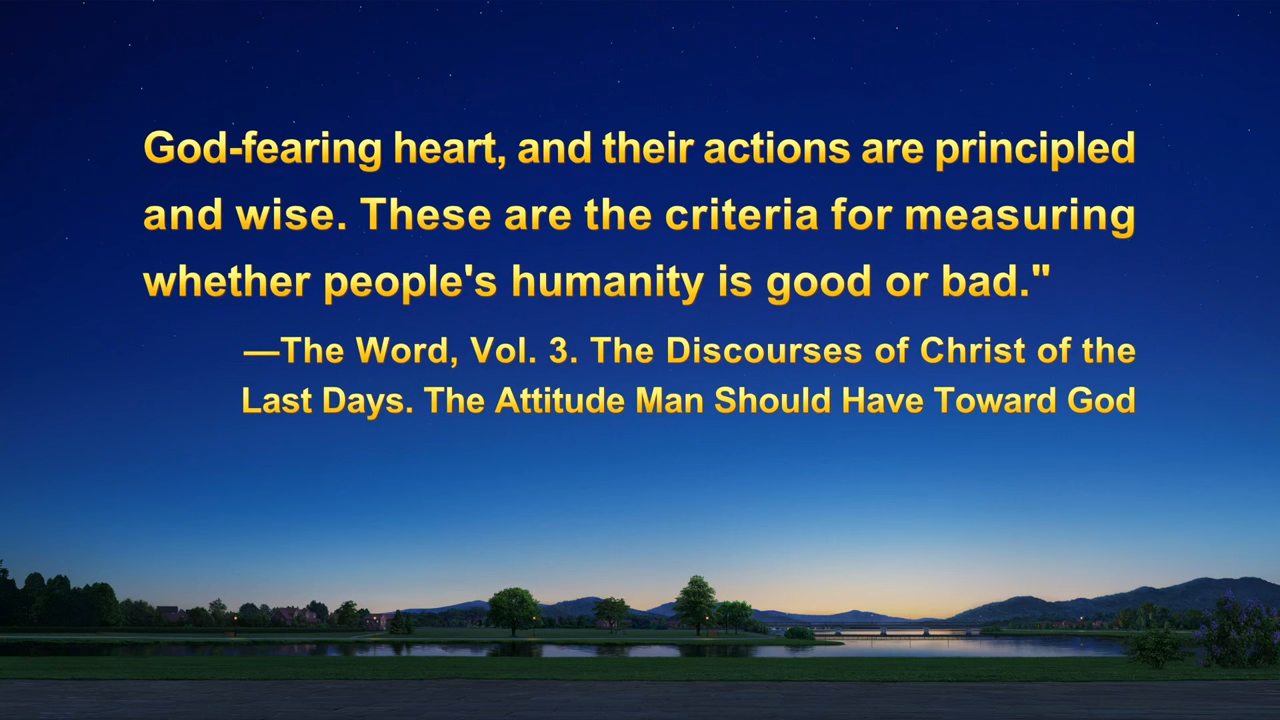 God-fearing heart, and their actions are principled
and wise. These are the criteria for measuring
whether people's humanity is good or bad."
—The Word, Vol. 3. The Discourses of Christ of the
Last Days. The Attitude Man Should Have Toward God